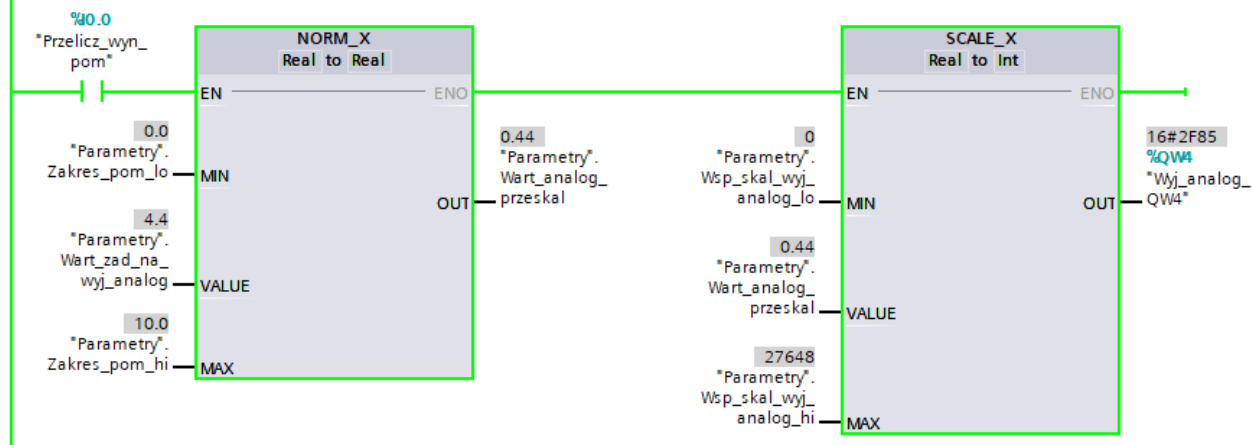 %I0.0
"Przelicz_wyn_
pom"
NORM_X
Real to Real
EN
ENO
0.0
"Parametry".
Zakres_pom_lo
MIN
4.4
"Parametry".
Wart_zad_na_
wyj_analog
VALUE
10.0
"Parametry".
Zakres_pom_hi
MAX
OUT
0.44
"Parametry".
Wart_analog_
przeskal
SCALE_X
Real to Int
EN
ENO
0
"Parametry".
Wsp_skal_wyj_
analog_lo
MIN
0.44
"Parametry".
Wart_analog_
przeskal
VALUE
27648
"Parametry".
Wsp_skal_wyj_
analog_hi
MAX
OUT
16#2F85
%QW4
"Wyj_analog_
QW4"